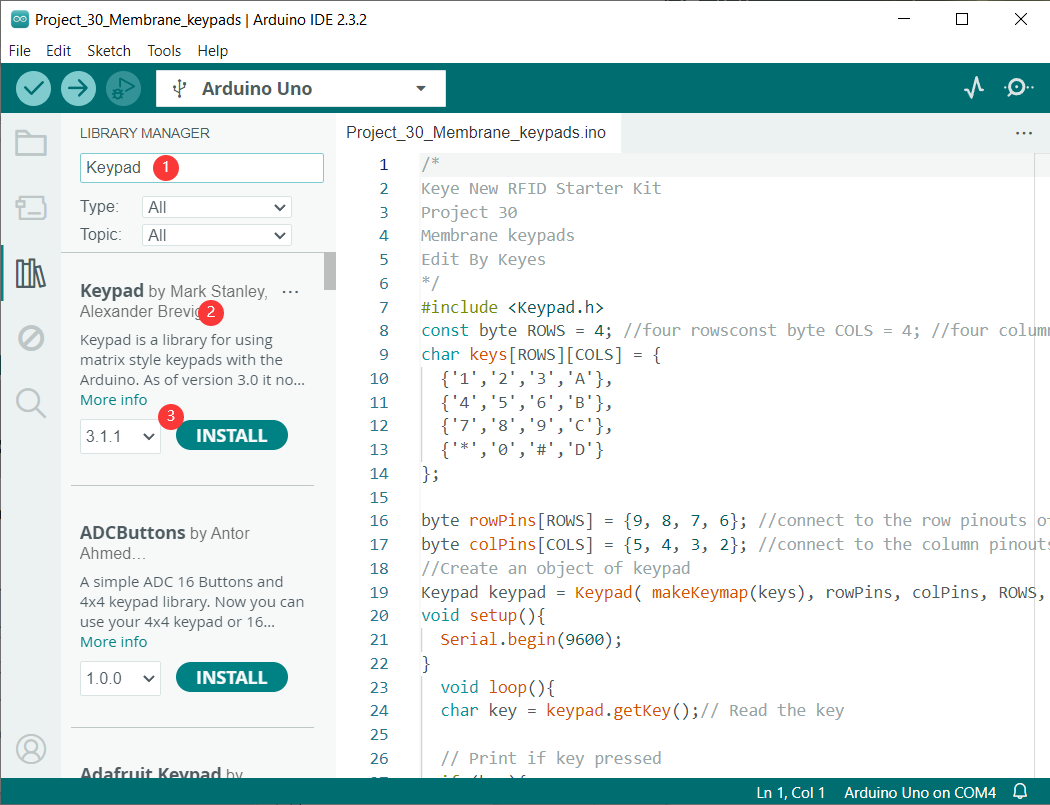 Project_30_Membrane_keypads | Arduino IDE 2.3.2
File Edit Sketch Tools Help
Arduino Uno
LIBRARY MANAGER
Keypad 1
Type: All
Topic: All
Keypad by Mark Stanley,
Alexander Brevig 2
Keypad is a library for using
matrix style keypads with the
Arduino. As of version 3.0 it no...
More info
3
3.1.1 INSTALL
ADCButtons by Antor
Ahmed...
A simple ADC 16 Buttons and
4x4 keypad library. Now you can
use your 4x4 keypad or 16...
More info
1.0.0 INSTALL
Adafruit Keypad by
Project_30_Membrane_keypads.ino
1 /*
2 Keye New RFID Starter Kit
3 Project 30
4 Membrane keypads
5 Edit By Keyes
6 */
7 #include <Keypad.h>
8 const byte ROWS = 4; //four rowsconst byte COLS = 4; //four colum
9 char keys[ROWS][COLS] = {
10 {'1','2','3','A'},
11 {'4','5','6','B'},
12 {'7','8','9','C'},
13 {'*','0','#','D'}
14 };
15
16 byte rowPins[ROWS] = {9, 8, 7, 6}; //connect to the row pinouts of
17 byte colPins[COLS] = {5, 4, 3, 2}; //connect to the column pinouts
18 //Create an object of keypad
19 Keypad keypad = Keypad( makeKeymap(keys), rowPins, colPins, ROWS,
20 void setup(){
21 Serial.begin(9600);
22 }
23 void loop(){
24 char key = keypad.getKey();// Read the key
25
26 // Print if key pressed
Ln 1, Col 1 Arduino Uno on COM4